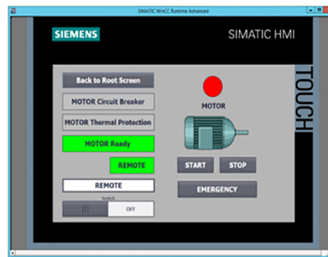 SIMATIC WinCC Runtime Advanced
SIEMENS
SIMATIC HMI
TOUCH
Back to Root Screen
MOTOR Circuit Breaker
MOTOR Thermal Protection
MOTOR Ready
REMOTE
REMOTE
Switch
OFF
MOTOR
START
STOP
EMERGENCY